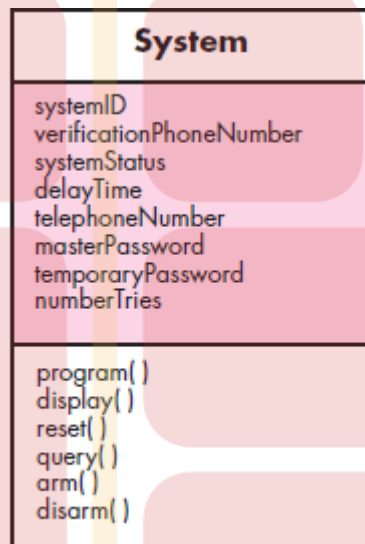 System
systemID
verificationPhoneNumber
systemStatus
delayTime
telephoneNumber
masterPassword
temporaryPassword
numberTries
program( )
display( )
reset( )
query( )
arm( )
disarm( )